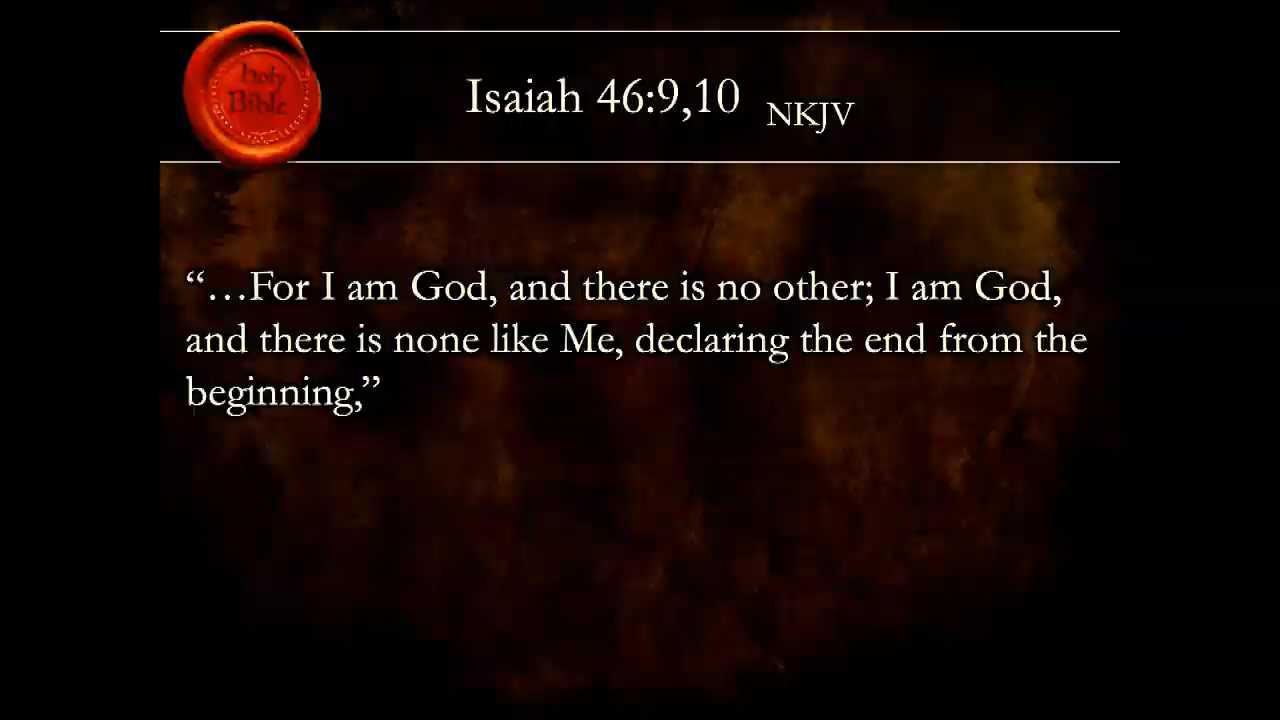 Holy
Bible
Isaiah 46:9,10 NKJV
“…For I am God, and there is no other; I am God,
and there is none like Me, declaring the end from the
beginning,”